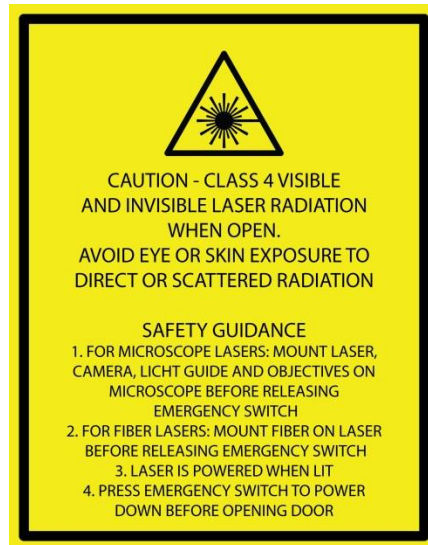 CAUTION - CLASS 4 VISIBLE
AND INVISIBLE LASER RADIATION
WHEN OPEN.
AVOID EYE OR SKIN EXPOSURE TO
DIRECT OR SCATTERED RADIATION
SAFETY GUIDANCE
1. FOR MICROSCOPE LASERS: MOUNT LASER,
CAMERA, LICHT GUIDE AND OBJECTIVES ON
MICROSCOPE BEFORE RELEASING
EMERGENCY SWITCH
2. FOR FIBER LASERS: MOUNT FIBER ON LASER
BEFORE RELEASING EMERGENCY SWITCH
3. LASER IS POWERED WHEN LIT
4. PRESS EMERGENCY SWITCH TO POWER
DOWN BEFORE OPENING DOOR